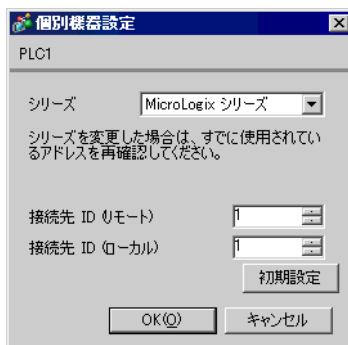 個別機器設定
PLC1
シリーズ MicroLogix シリーズ
シリーズを変更した場合は、すでに使用されてい
るアドレスを再確認してください。
接続先 ID (リモート) 1
接続先 ID (ローカル) 1
初期設定
OK(O) キャンセル